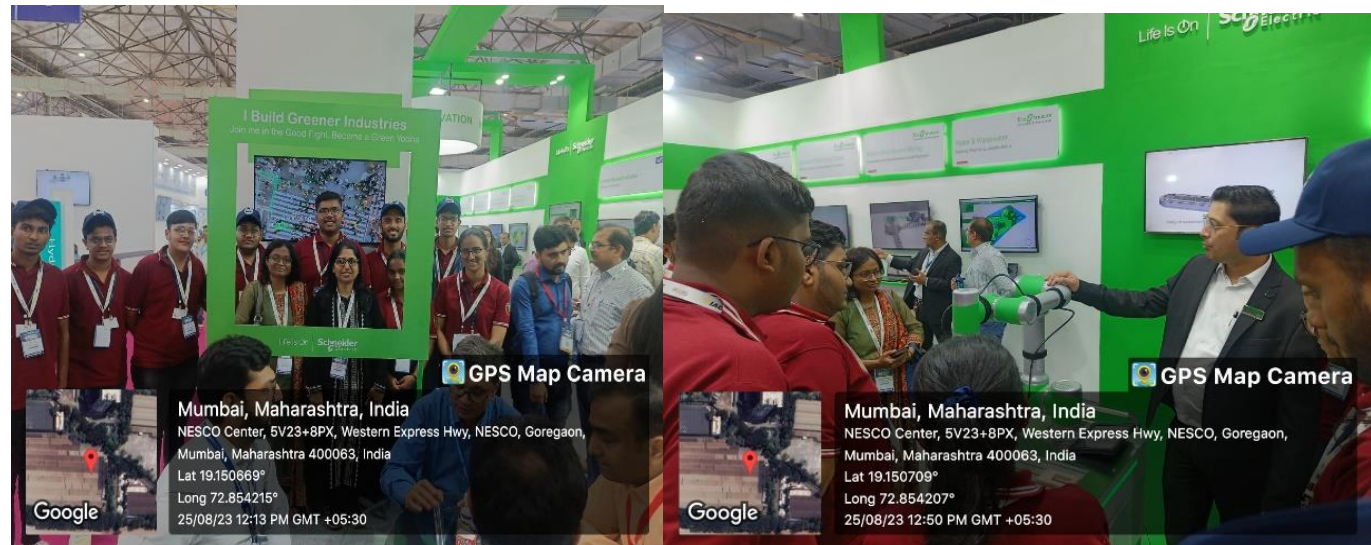 I Build Greener Industries
Join me in the Good Fight. Become a Green Yodha
VATION
Life Is On | Schneider Electric
Schneider
GPS Map Camera
Mumbai, Maharashtra, India
NESCO Center, 5V23+8PX, Western Express Hwy, NESCO, Goregaon,
Mumbai, Maharashtra 400063, India
Lat 19.150669°
Long 72.854215°
25/08/23 12:13 PM GMT +05:30
Google
Life Is On | Schneider
Electric
GPS Map Camera
Mumbai, Maharashtra, India
NESCO Center, 5V23+8PX, Western Express Hwy, NESCO, Goregaon,
Mumbai, Maharashtra 400063, India
Lat 19.150709°
Long 72.854207°
25/08/23 12:50 PM GMT +05:30
Google